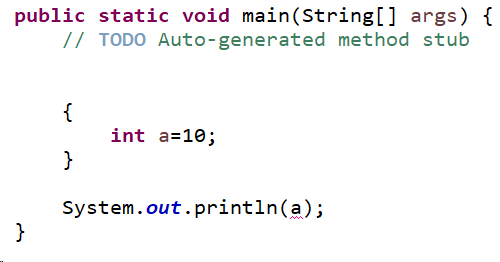 public static void main(String[] args) {
// TODO Auto-generated method stub
{
int a=10;
}
System.out.println(a);
}